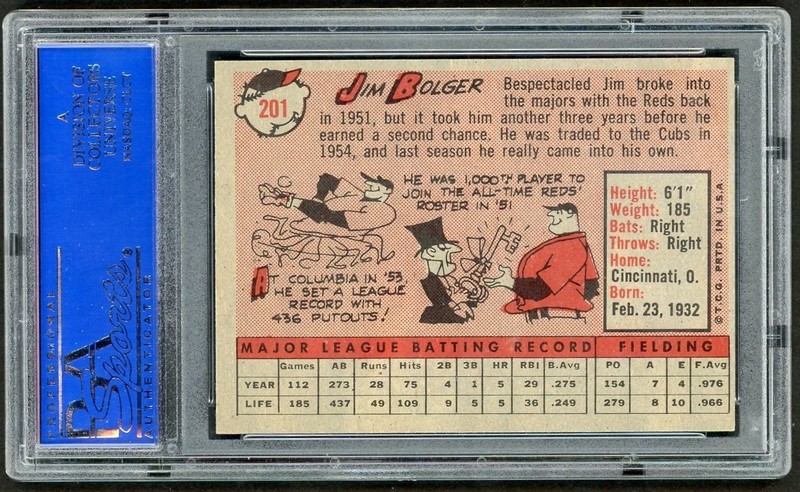 A
DIVISION OF
COLLECTORS
UNIVERSE
NASDAQ:CLCT
PROFESSIONAL
PSA
Sports
®
AUTHENTICATOR
201
JIM BOLGER
Bespectacled Jim broke into
the majors with the Reds back
in 1951, but it took him another three years before he
earned a second chance. He was traded to the Cubs in
1954, and last season he really came into his own.
HE WAS 1,000TH PLAYER TO
JOIN THE ALL-TIME REDS'
ROSTER IN '51
AT COLUMBIA IN '53
HE SET A LEAGUE
RECORD WITH
436 PUTOUTS!
Height: 6'1"
Weight: 185
Bats: Right
Throws: Right
Home:
Cincinnati, O.
Born:
Feb. 23, 1932
©T.C.G. PRTD. IN U.S.A.
MAJOR LEAGUE BATTING RECORD FIELDING
Games AB Runs Hits 2B 3B HR RBI B.Avg PO A E F.Avg
YEAR 112 273 28 75 4 1 5 29 .275 154 7 4 .976
LIFE 185 437 49 109 9 5 5 36 .249 279 8 10 .966